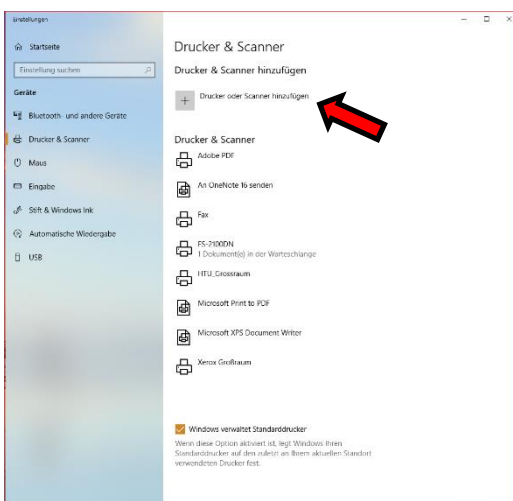 Einstellungen
Startseite
Einstellung suchen
Geräte
Bluetooth- und andere Geräte
Drucker & Scanner
Maus
Eingabe
Stift & Windows Ink
Automatische Wiedergabe
USB
Drucker & Scanner
Drucker & Scanner hinzufügen
Drucker oder Scanner hinzufügen
Drucker & Scanner
Adobe PDF
An OneNote 16 senden
Fax
FS-2100DN
1 Dokument(e) in der Warteschlange
HTU_Grossraum
Microsoft Print to PDF
Microsoft XPS Document Writer
Xerox Großraum
Windows verwaltet Standarddrucker
Wenn diese Option aktiviert ist, legt Windows Ihren
Standarddrucker auf den zuletzt an Ihrem aktuellen Standort
verwendeten Drucker fest.